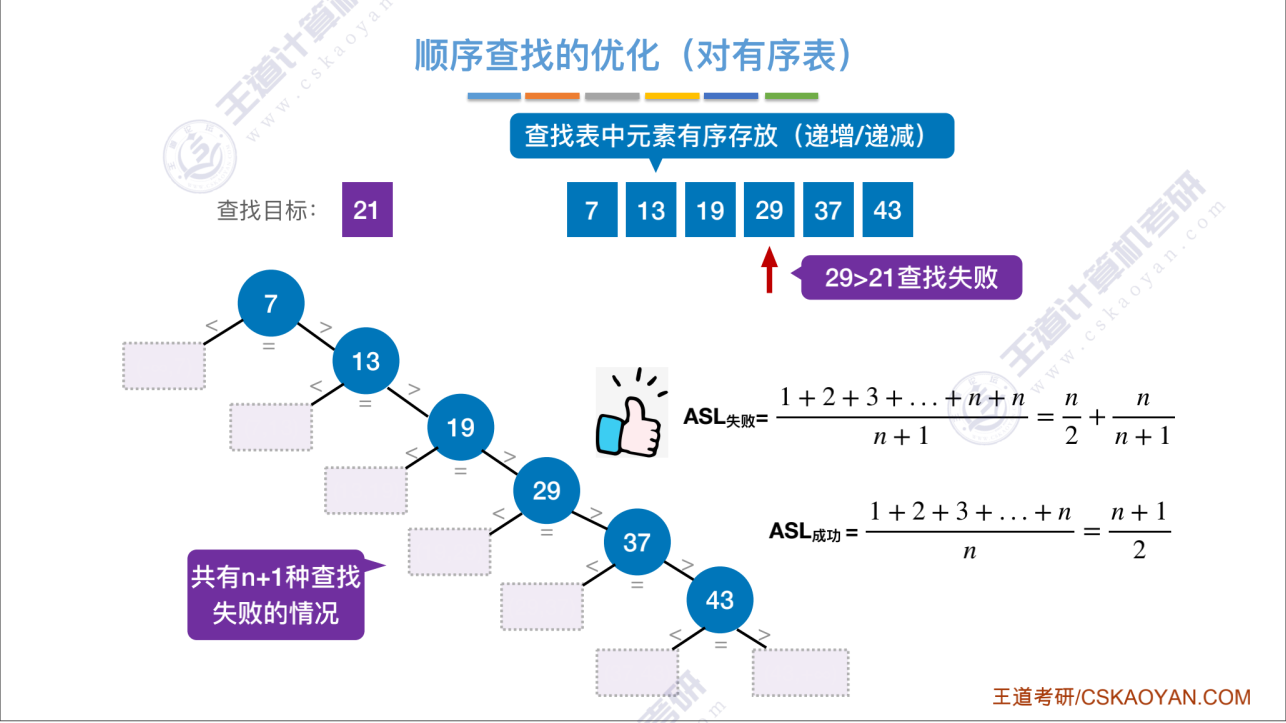 顺序查找的优化（对有序表）
查找表中元素有序存放（递增/递减）
查找目标： 21
7 13 19 29 37 43
29>21查找失败
7
< >
=
13
< >
=
19
< >
=
29
< >
=
37
< >
=
43
< >
=
共有n+1种查找
失败的情况
ASL失败= (1 + 2 + 3 + … + n + n) / (n + 1) = n/2 + n/(n + 1)
ASL成功 = (1 + 2 + 3 + … + n) / n = (n + 1) / 2
王道考研/CSKAOYAN.COM
王道计算机考研
www.cskaoyan.com